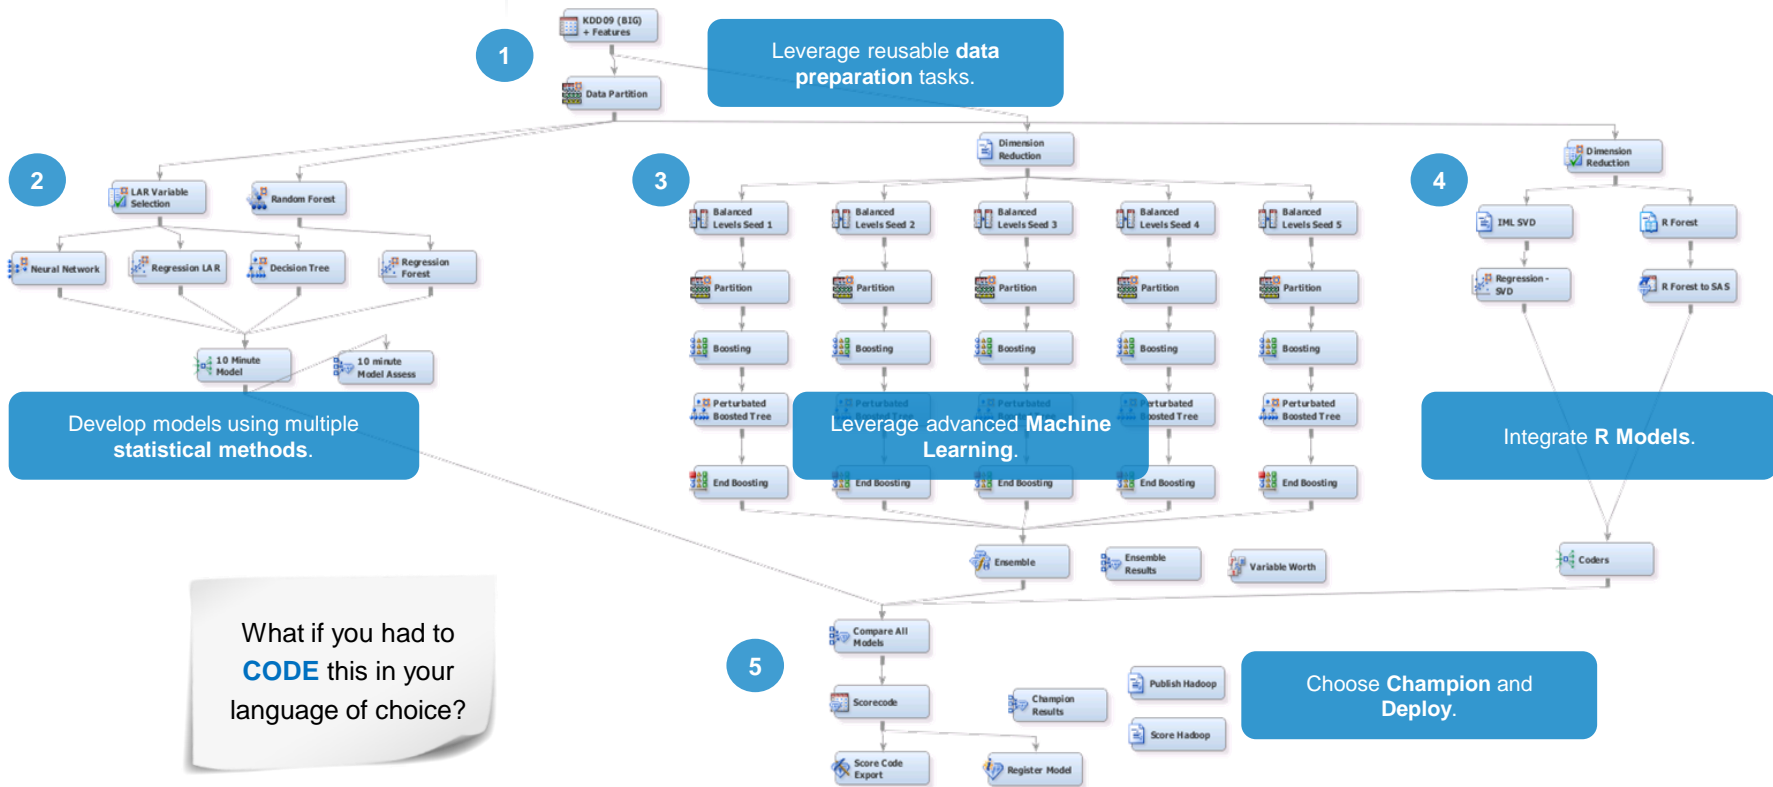 KDD09 (BIG)
+ Features
1
Leverage reusable data
preparation tasks.
Data Partition
2
LAR Variable
Selection
Random Forest
Neural Network
Regression LAR
Decision Tree
Regression
Forest
10 Minute
Model
10 minute
Model Assess
Develop models using multiple
statistical methods.
3
Dimension
Reduction
Balanced
Levels Seed 1
Balanced
Levels Seed 2
Balanced
Levels Seed 3
Balanced
Levels Seed 4
Balanced
Levels Seed 5
Partition
Partition
Partition
Partition
Partition
Boosting
Boosting
Boosting
Boosting
Boosting
Perturbated
Boosted Tree
Perturbated
Boosted Tree
Perturbated
Boosted Tree
Perturbated
Boosted Tree
Perturbated
Boosted Tree
Leverage advanced Machine
Learning.
End Boosting
End Boosting
End Boosting
End Boosting
End Boosting
Ensemble
Ensemble
Results
Variable Worth
4
Dimension
Reduction
IML SVD
R Forest
Regression -
SVD
R Forest to SAS
Integrate R Models.
Coders
What if you had to
CODE this in your
language of choice?
5
Compare All
Models
Scorecode
Champion
Results
Publish Hadoop
Score Hadoop
Score Code
Export
Register Model
Choose Champion and
Deploy.